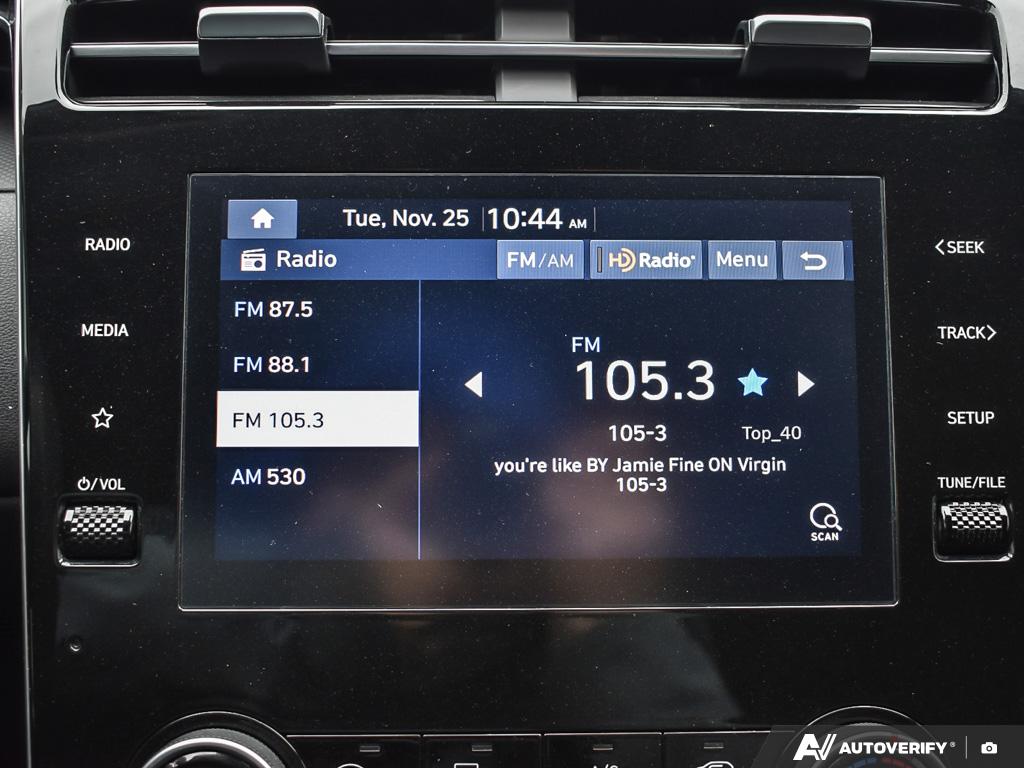 Tue, Nov. 25 10:44 AM
Radio FM/AM HD Radio Menu
RADIO
MEDIA
⏻/VOL
FM 87.5
FM 88.1
FM 105.3
AM 530
FM
105.3
105-3 Top_40
you're like BY Jamie Fine ON Virgin
105-3
SCAN
<SEEK
TRACK>
SETUP
TUNE/FILE
AUTOVERIFY®